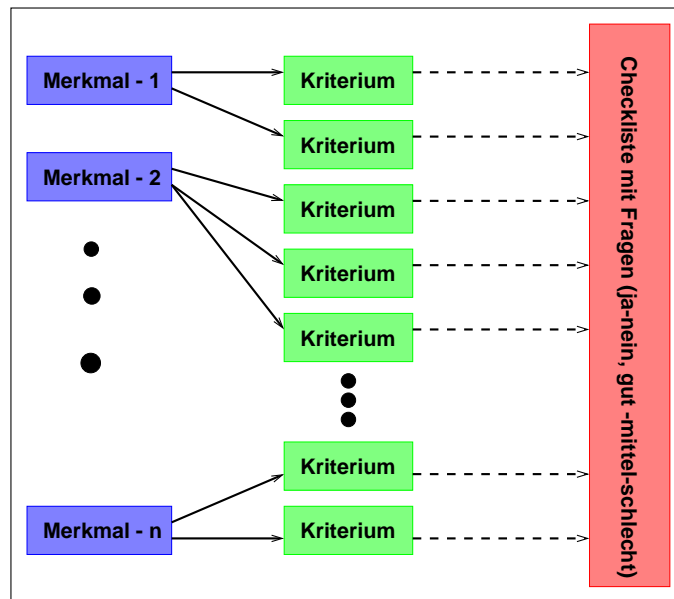 Merkmal - 1
Kriterium
Kriterium
Merkmal - 2
Kriterium
Kriterium
Kriterium
Kriterium
Merkmal - n
Kriterium
Checkliste mit Fragen (ja-nein, gut -mittel-schlecht)